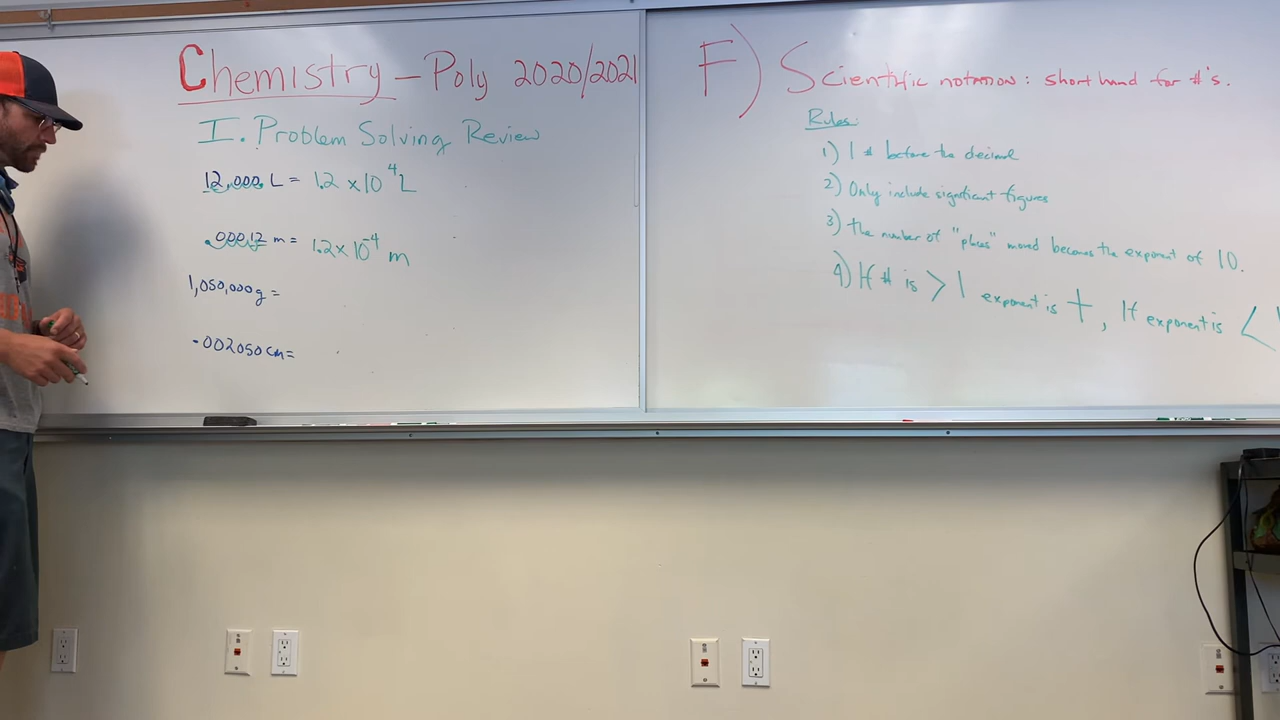 Chemistry – Poly 2020/2021
I. Problem Solving Review
12,000. L = 1.2 x 10⁴ L
.00012 m = 1.2 x 10⁻⁴ m
1,050,000 g =
.002050 cm =
F) Scientific notation: short hand for #'s.
Rules:
1) 1 # before the decimal
2) Only include significant figures
3) the number of "places" moved becomes the exponent of 10.
4) If # is > 1 exponent is +, If exponent is <